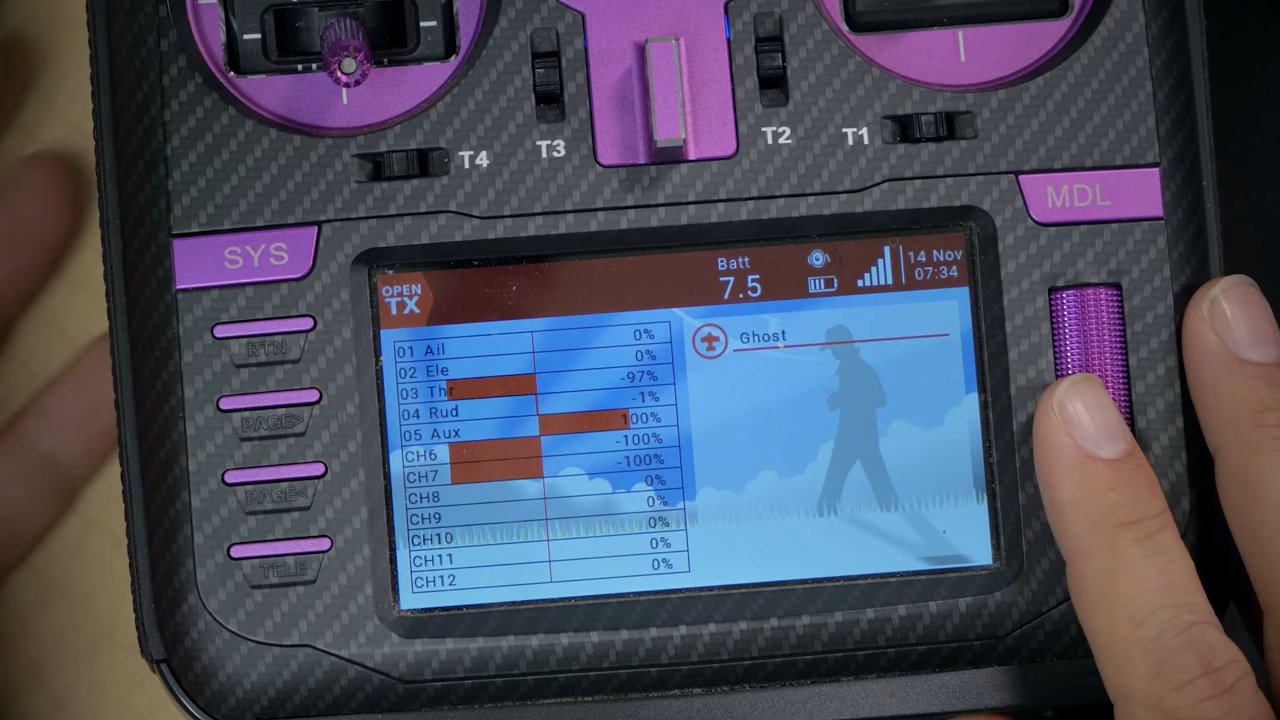 T4
T3
T2
T1
SYS
MDL
RTN
PAGE>
PAGE<
TELE
OPEN
TX
Batt
7.5
14 Nov
07:34
01 Ail 0%
02 Ele 0%
03 Thr -97%
04 Rud -1%
05 Aux 100%
CH6 -100%
CH7 -100%
CH8 0%
CH9 0%
CH10 0%
CH11 0%
CH12 0%
Ghost